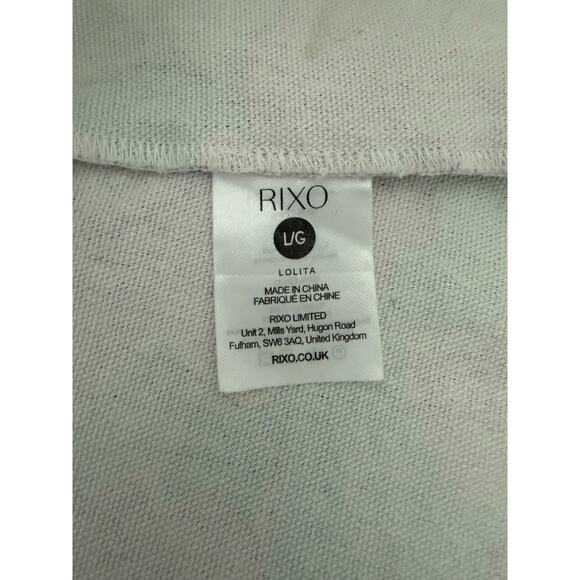 RIXO
L/G
LOLITA
MADE IN CHINA
FABRIQUÉ EN CHINE
RIXO LIMITED
Unit 2, Mills Yard, Hugon Road
Fulham, SW6 3AQ, United Kingdom
RIXO.CO.UK